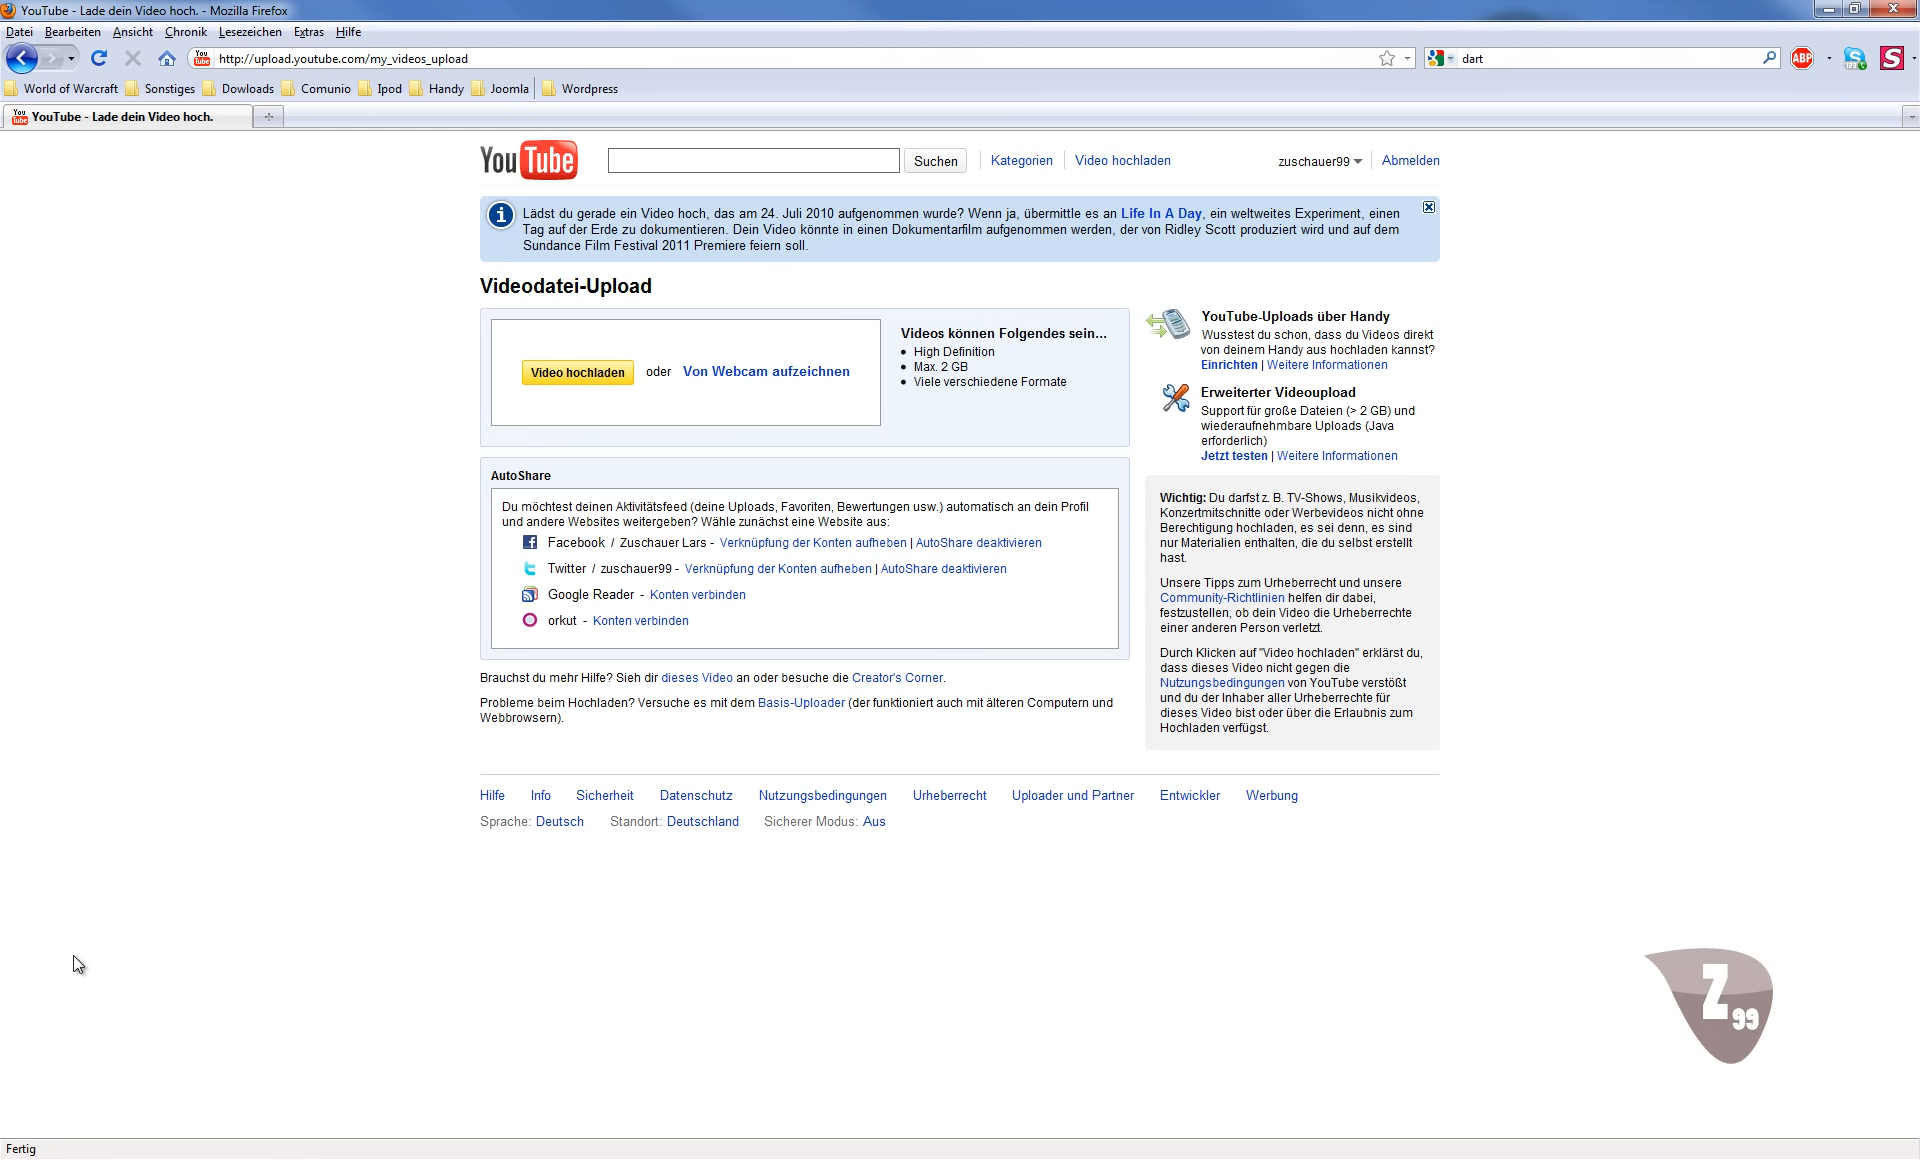 YouTube - Lade dein Video hoch. - Mozilla Firefox
Datei Bearbeiten Ansicht Chronik Lesezeichen Extras Hilfe
You Tube http://upload.youtube.com/my_videos_upload dart ABP S
World of Warcraft Sonstiges Dowloads Comunio Ipod Handy Joomla Wordpress
You Tube YouTube - Lade dein Video hoch.
YouTube Suchen Kategorien Video hochladen zuschauer99 Abmelden
Lädst du gerade ein Video hoch, das am 24. Juli 2010 aufgenommen wurde? Wenn ja, übermittle es an Life In A Day, ein weltweites Experiment, einen
Tag auf der Erde zu dokumentieren. Dein Video könnte in einen Dokumentarfilm aufgenommen werden, der von Ridley Scott produziert wird und auf dem
Sundance Film Festival 2011 Premiere feiern soll.
Videodatei-Upload
Video hochladen oder Von Webcam aufzeichnen
Videos können Folgendes sein...
High Definition
Max. 2 GB
Viele verschiedene Formate
AutoShare
Du möchtest deinen Aktivitätsfeed (deine Uploads, Favoriten, Bewertungen usw.) automatisch an dein Profil
und andere Websites weitergeben? Wähle zunächst eine Website aus:
Facebook / Zuschauer Lars - Verknüpfung der Konten aufheben | AutoShare deaktivieren
Twitter / zuschauer99 - Verknüpfung der Konten aufheben | AutoShare deaktivieren
Google Reader - Konten verbinden
orkut - Konten verbinden
Brauchst du mehr Hilfe? Sieh dir dieses Video an oder besuche die Creator's Corner.
Probleme beim Hochladen? Versuche es mit dem Basis-Uploader (der funktioniert auch mit älteren Computern und
Webbrowsern).
YouTube-Uploads über Handy
Wusstest du schon, dass du Videos direkt
von deinem Handy aus hochladen kannst?
Einrichten | Weitere Informationen
Erweiterter Videoupload
Support für große Dateien (> 2 GB) und
wiederaufnehmbare Uploads (Java
erforderlich)
Jetzt testen | Weitere Informationen
Wichtig: Du darfst z. B. TV-Shows, Musikvideos,
Konzertmitschnitte oder Werbevideos nicht ohne
Berechtigung hochladen, es sei denn, es sind
nur Materialien enthalten, die du selbst erstellt
hast.
Unsere Tipps zum Urheberrecht und unsere
Community-Richtlinien helfen dir dabei,
festzustellen, ob dein Video die Urheberrechte
einer anderen Person verletzt.
Durch Klicken auf "Video hochladen" erklärst du,
dass dieses Video nicht gegen die
Nutzungsbedingungen von YouTube verstößt
und du der Inhaber aller Urheberrechte für
dieses Video bist oder über die Erlaubnis zum
Hochladen verfügst.
Hilfe Info Sicherheit Datenschutz Nutzungsbedingungen Urheberrecht Uploader und Partner Entwickler Werbung
Sprache: Deutsch Standort: Deutschland Sicherer Modus: Aus
Z 99
Fertig